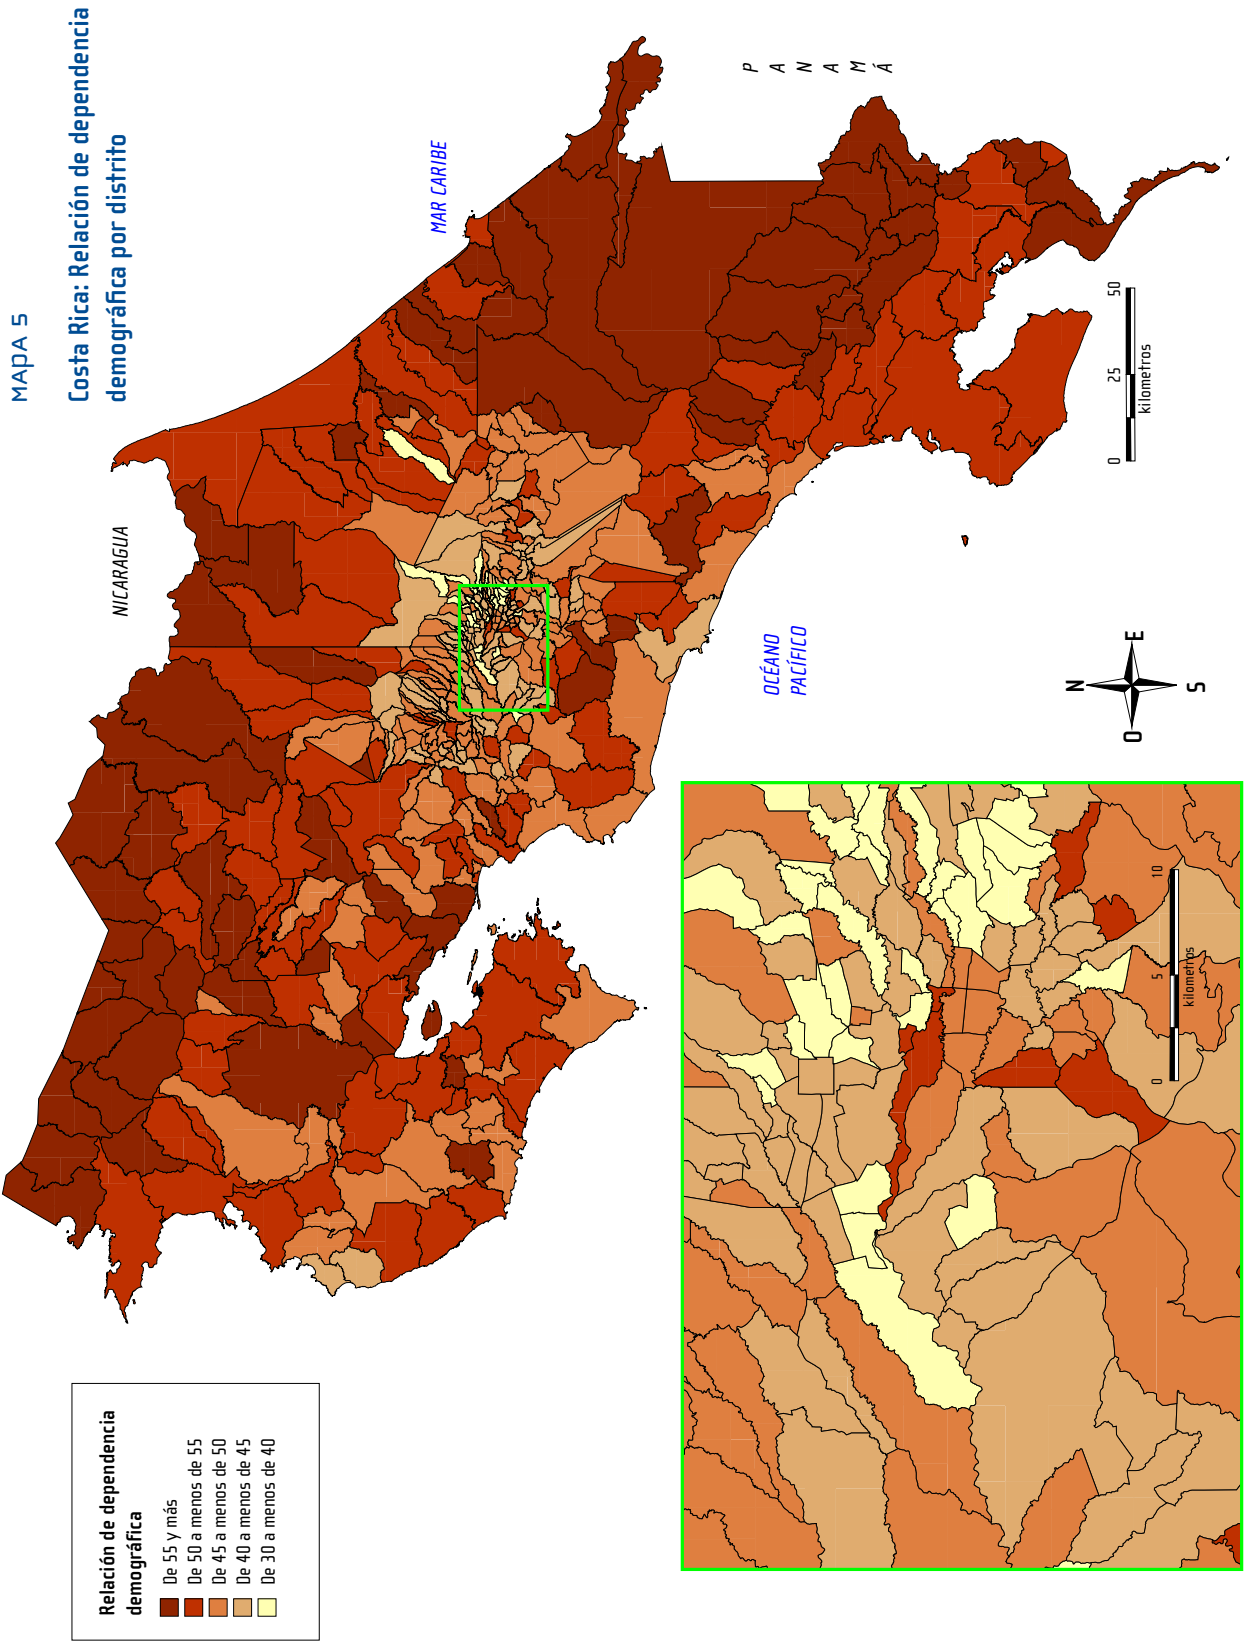 MAPA 5
Costa Rica: Relación de dependencia
demográfica por distrito
NICARAGUA
MAR CARIBE
PANAMÁ
OCÉANO
PACÍFICO
0 25 50
kilometros
N
O E
S
0 5 10
kilometros
Relación de dependencia
demográfica
De 55 y más
De 50 a menos de 55
De 45 a menos de 50
De 40 a menos de 45
De 30 a menos de 40